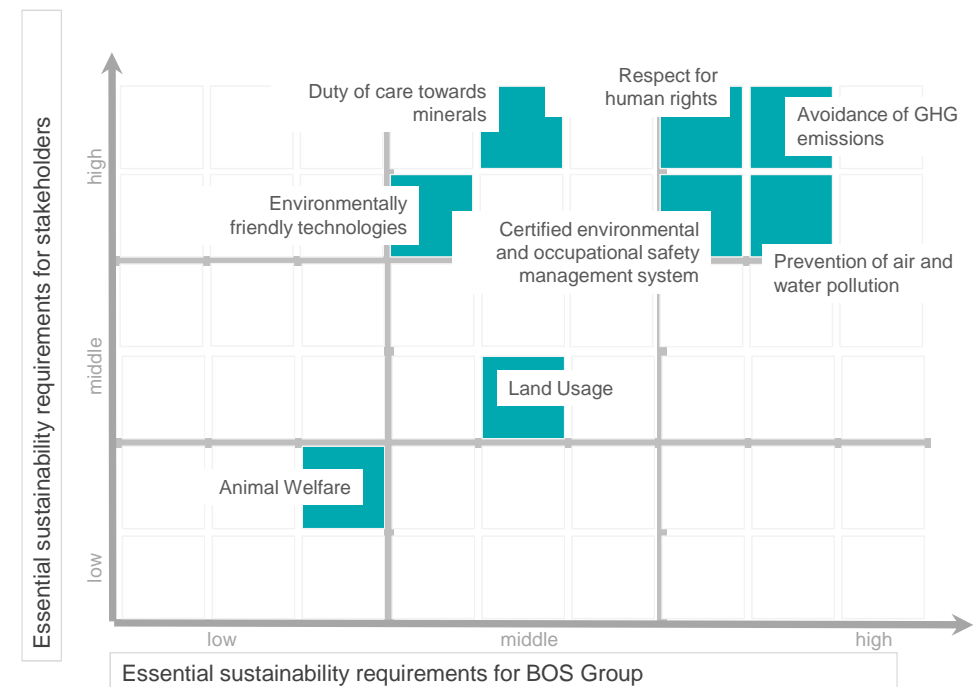 Essential sustainability requirements for stakeholders
high
middle
low
Duty of care towards
minerals
Respect for
human rights
Avoidance of GHG
emissions
Environmentally
friendly technologies
Certified environmental
and occupational safety
management system
Prevention of air and
water pollution
Land Usage
Animal Welfare
low
middle
high
Essential sustainability requirements for BOS Group